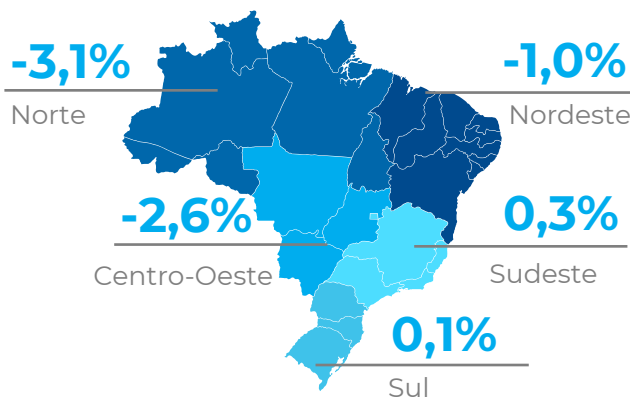 -3,1%
Norte
-1,0%
Nordeste
-2,6%
Centro-Oeste
0,3%
Sudeste
0,1%
Sul